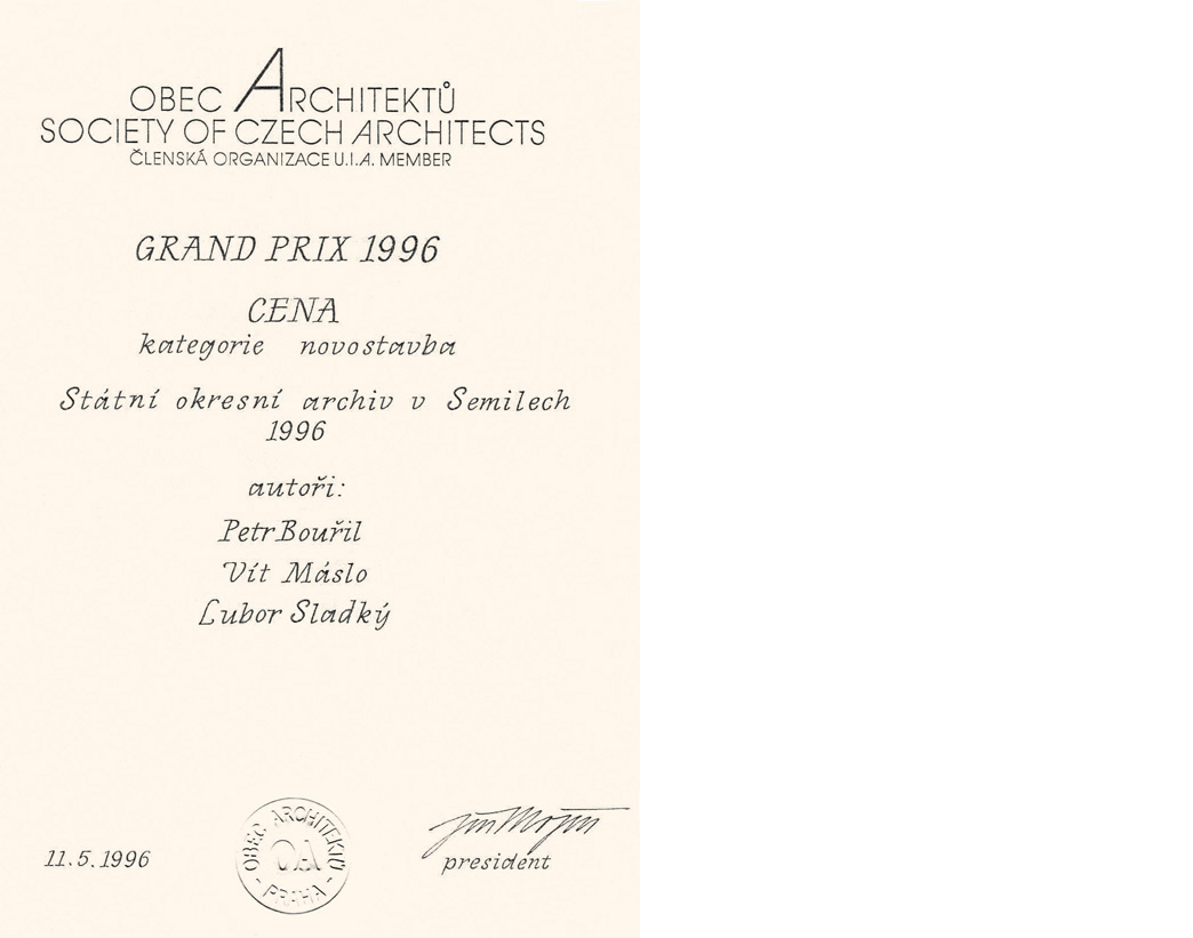 OBEC ARCHITEKTŮ
SOCIETY OF CZECH ARCHITECTS
ČLENSKÁ ORGANIZACE U.I.A. MEMBER
GRAND PRIX 1996
CENA
kategorie novostavba
Státní okresní archiv v Semilech
1996
autoři:
Petr Bouřil
Vít Máslo
Lubor Sladký
OBEC ARCHITEKTŮ
OA
- PRAHA -
11.5.1996
president